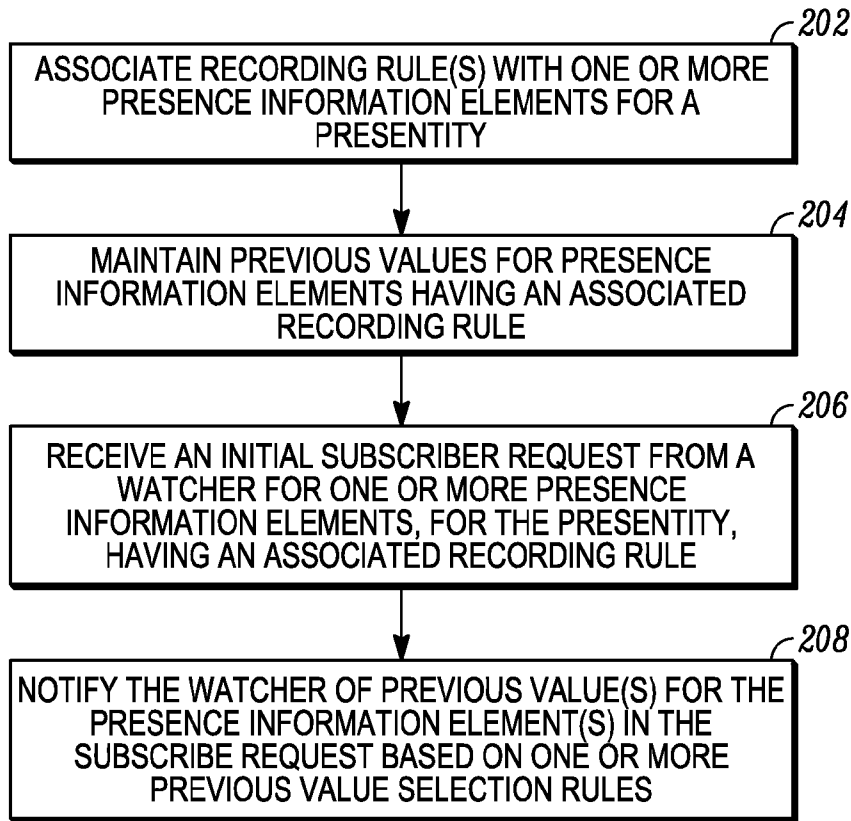 202
ASSOCIATE RECORDING RULE(S) WITH ONE OR MORE
PRESENCE INFORMATION ELEMENTS FOR A
PRESENTITY
204
MAINTAIN PREVIOUS VALUES FOR PRESENCE
INFORMATION ELEMENTS HAVING AN ASSOCIATED
RECORDING RULE
206
RECEIVE AN INITIAL SUBSCRIBER REQUEST FROM A
WATCHER FOR ONE OR MORE PRESENCE
INFORMATION ELEMENTS, FOR THE PRESENTITY,
HAVING AN ASSOCIATED RECORDING RULE
208
NOTIFY THE WATCHER OF PREVIOUS VALUE(S) FOR THE
PRESENCE INFORMATION ELEMENT(S) IN THE
SUBSCRIBE REQUEST BASED ON ONE OR MORE
PREVIOUS VALUE SELECTION RULES